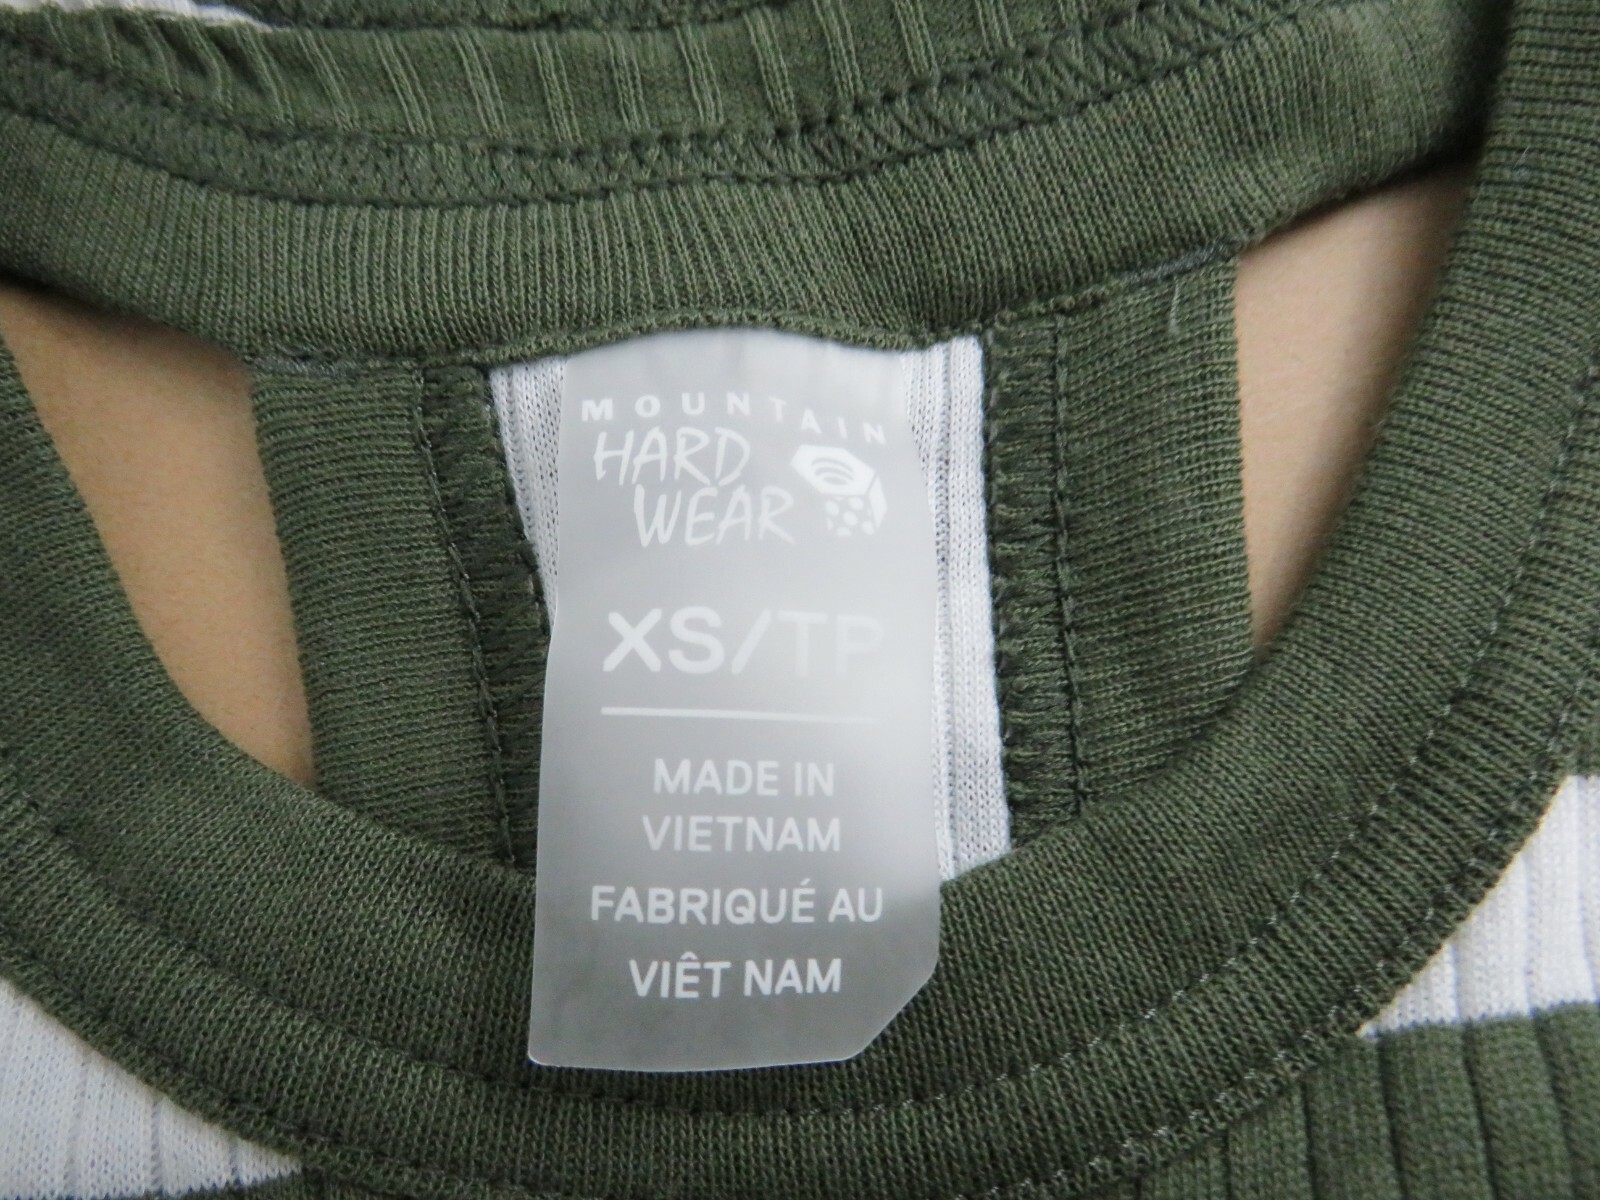 MOUNTAIN
HARD
WEAR
XS/TP
MADE IN
VIETNAM
FABRIQUÉ AU
VIÊT NAM